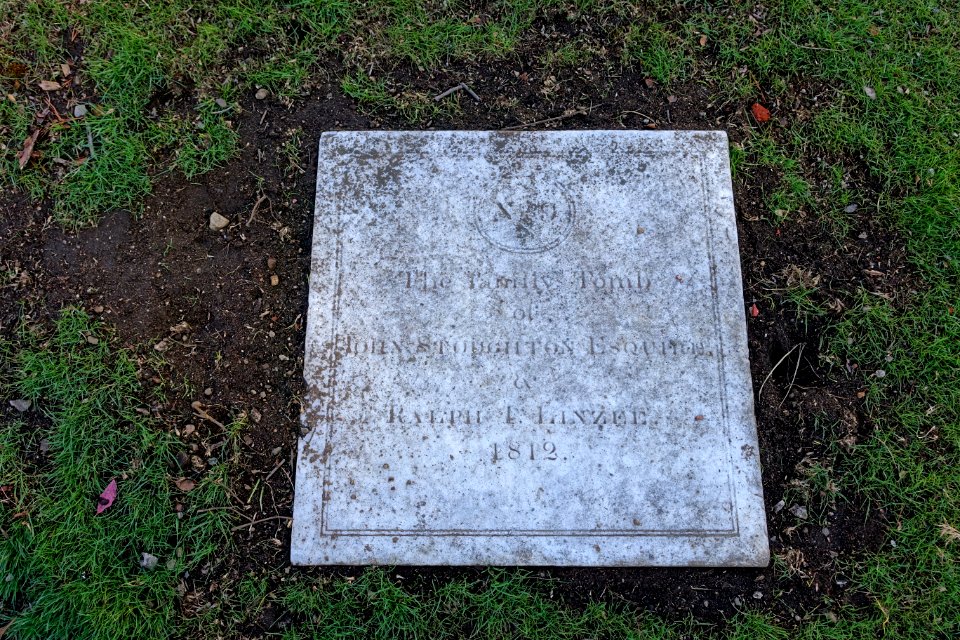 The Family Tomb
of
JOHN STOUGHTON ESQUIRE,
&
RALPH I. LINZEE.
1812.